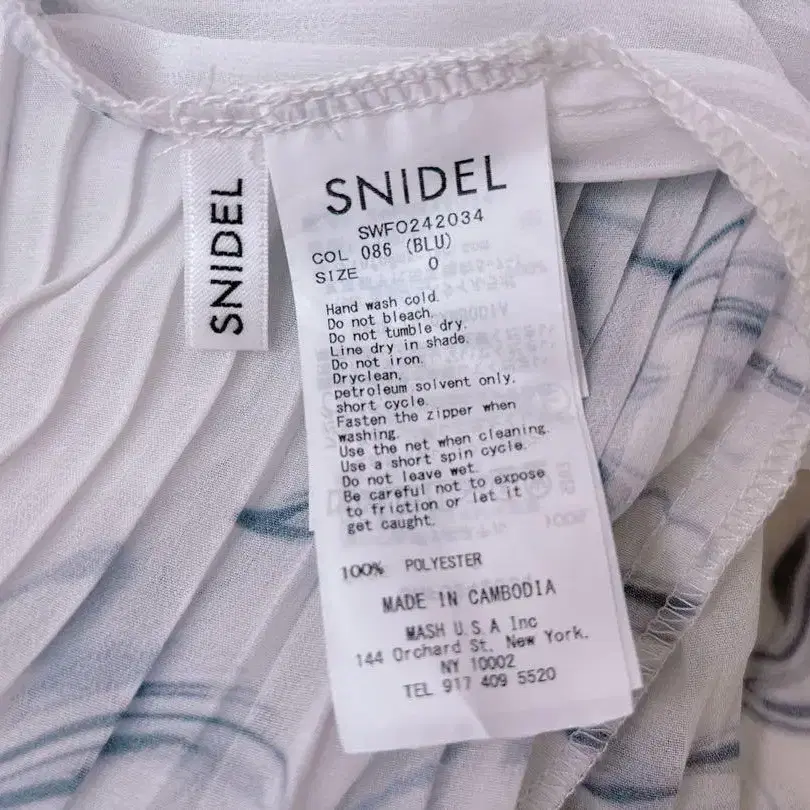 SNIDEL
SNIDEL
SWFO242034
COL 086 (BLU)
SIZE 0
Hand wash cold.
Do not bleach.
Do not tumble dry.
Line dry in shade.
Do not iron.
Dryclean,
petroleum solvent only,
short cycle.
Fasten the zipper when
washing.
Use the net when cleaning.
Use a short spin cycle.
Do not leave wet.
Be careful not to expose
to friction or let it
get caught.
100% POLYESTER
MADE IN CAMBODIA
MASH U.S.A Inc
144 Orchard St. New York,
NY 10002
TEL 917 409 5520